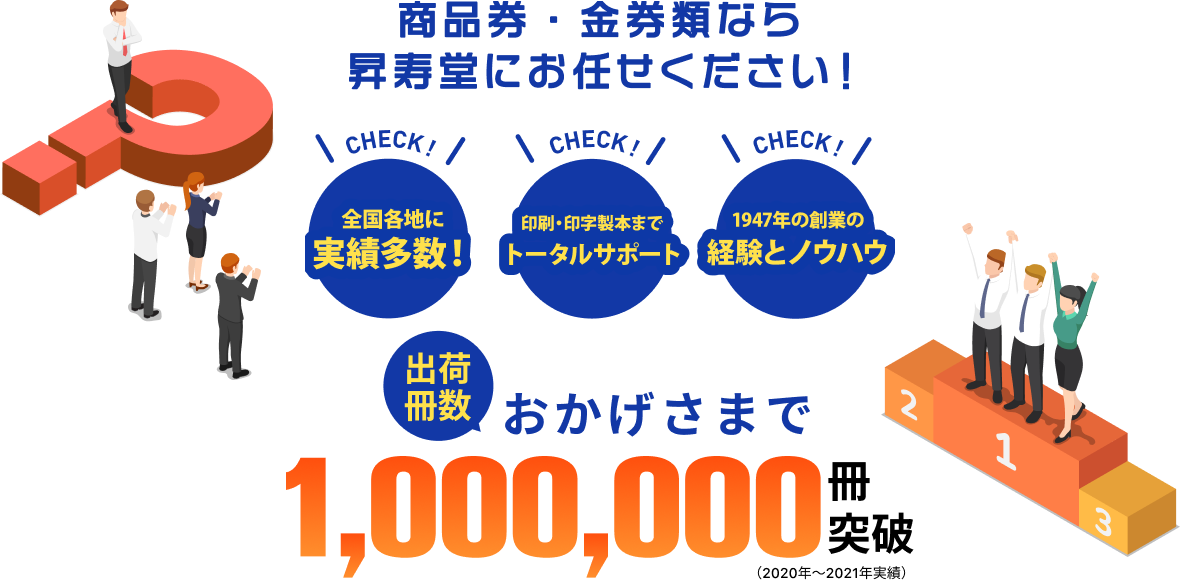 商品券・金券類なら
昇寿堂にお任せください！
CHECK!
全国各地に
実績多数！
CHECK!
印刷・印字製本まで
トータルサポート
CHECK!
1947年の創業の
経験とノウハウ
出荷
冊数
おかげさまで
1,000,000冊
突破
（2020年～2021年実績）
2
1
3